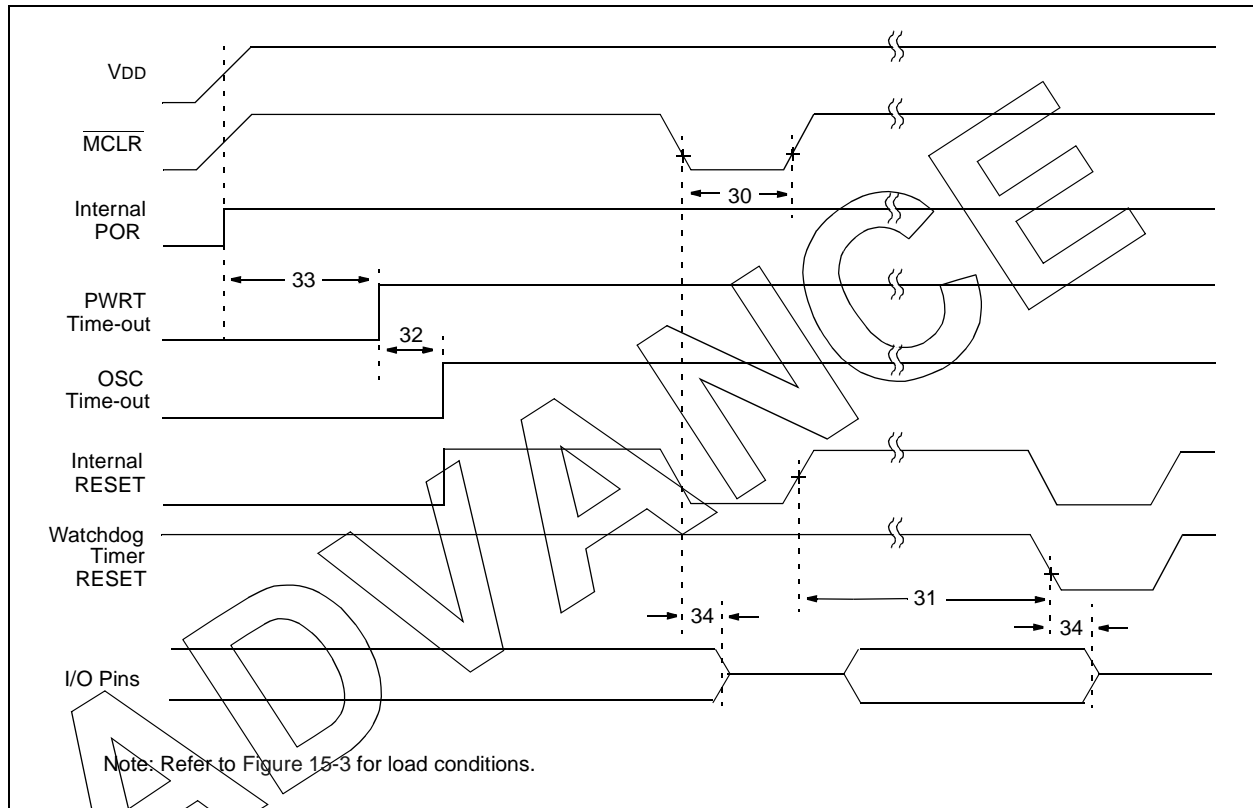 VDD
MCLR
30
Internal
POR
33
PWRT
Time-out
32
OSC
Time-out
Internal
RESET
Watchdog
Timer
RESET
31
34
34
I/O Pins
Note: Refer to Figure 15-3 for load conditions.
ADVANCE